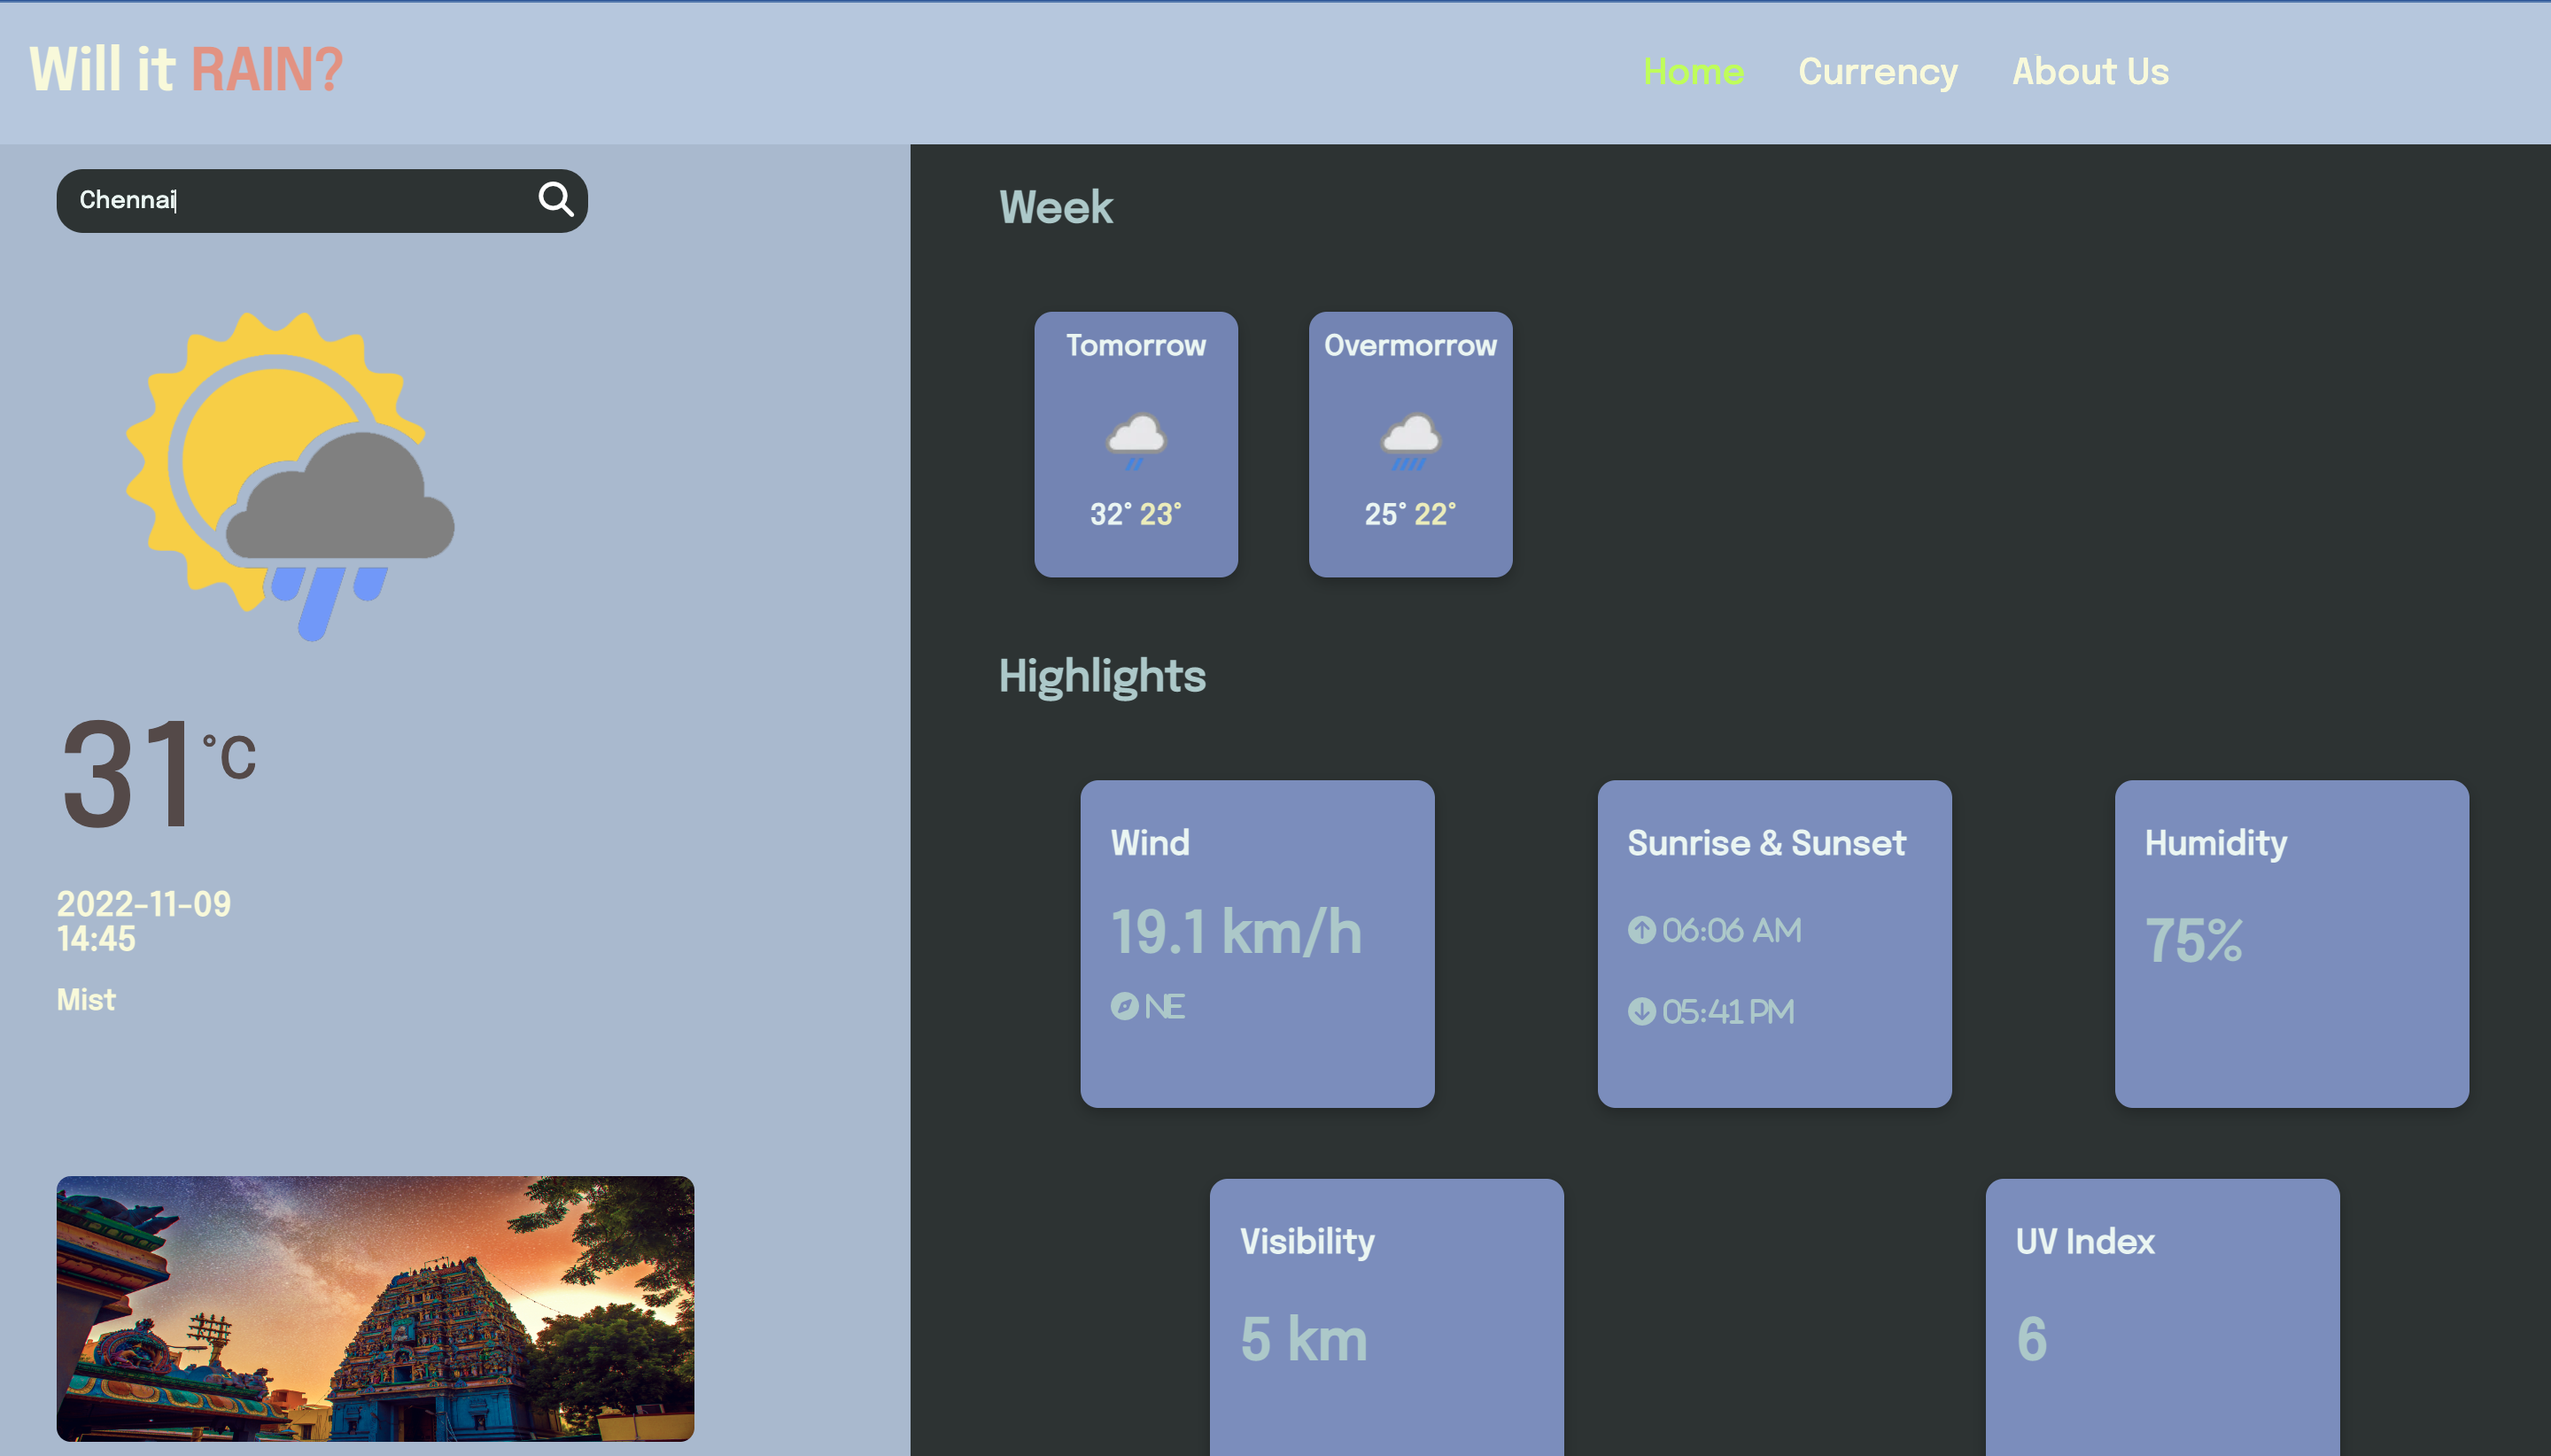 Will it RAIN?
Home Currency About Us
Chennai
31°C
2022-11-09
14:45
Mist
Week
Tomorrow
32° 23°
Overmorrow
25° 22°
Highlights
Wind
19.1 km/h
NE
Sunrise & Sunset
06:06 AM
05:41 PM
Humidity
75%
Visibility
5 km
UV Index
6